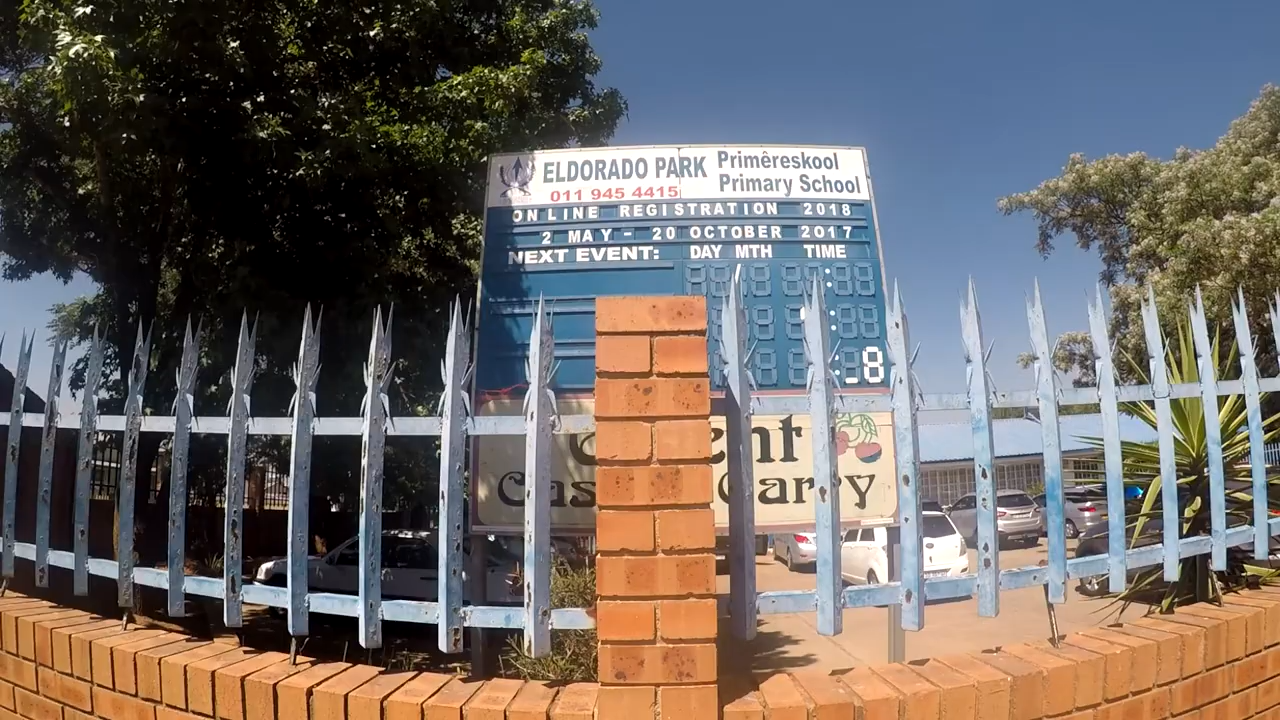 ELDORADO PARK
Primêreskool
Primary School
011 945 4415
ONLINE REGISTRATION 2018
2 MAY - 20 OCTOBER 2017
NEXT EVENT: DAY MTH TIME
8